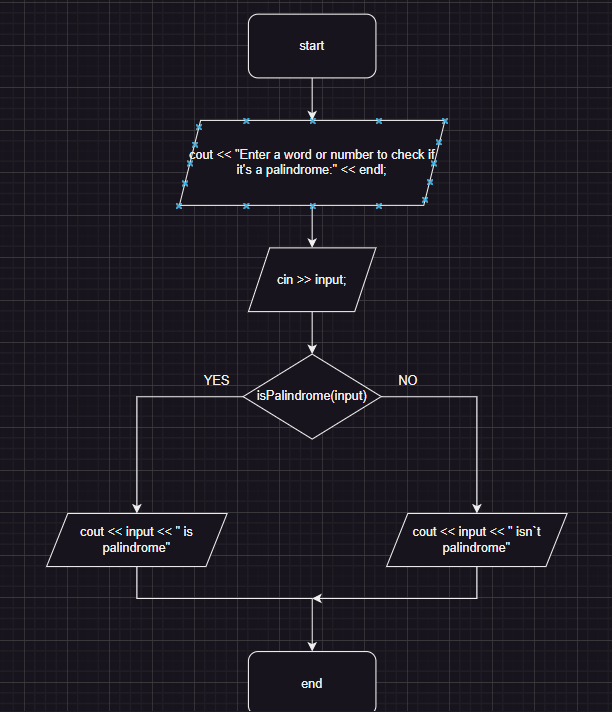 start
cout << "Enter a word or number to check if
it's a palindrome:" << endl;
cin >> input;
YES
NO
isPalindrome(input)
cout << input << " is
palindrome"
cout << input << " isn`t
palindrome"
end